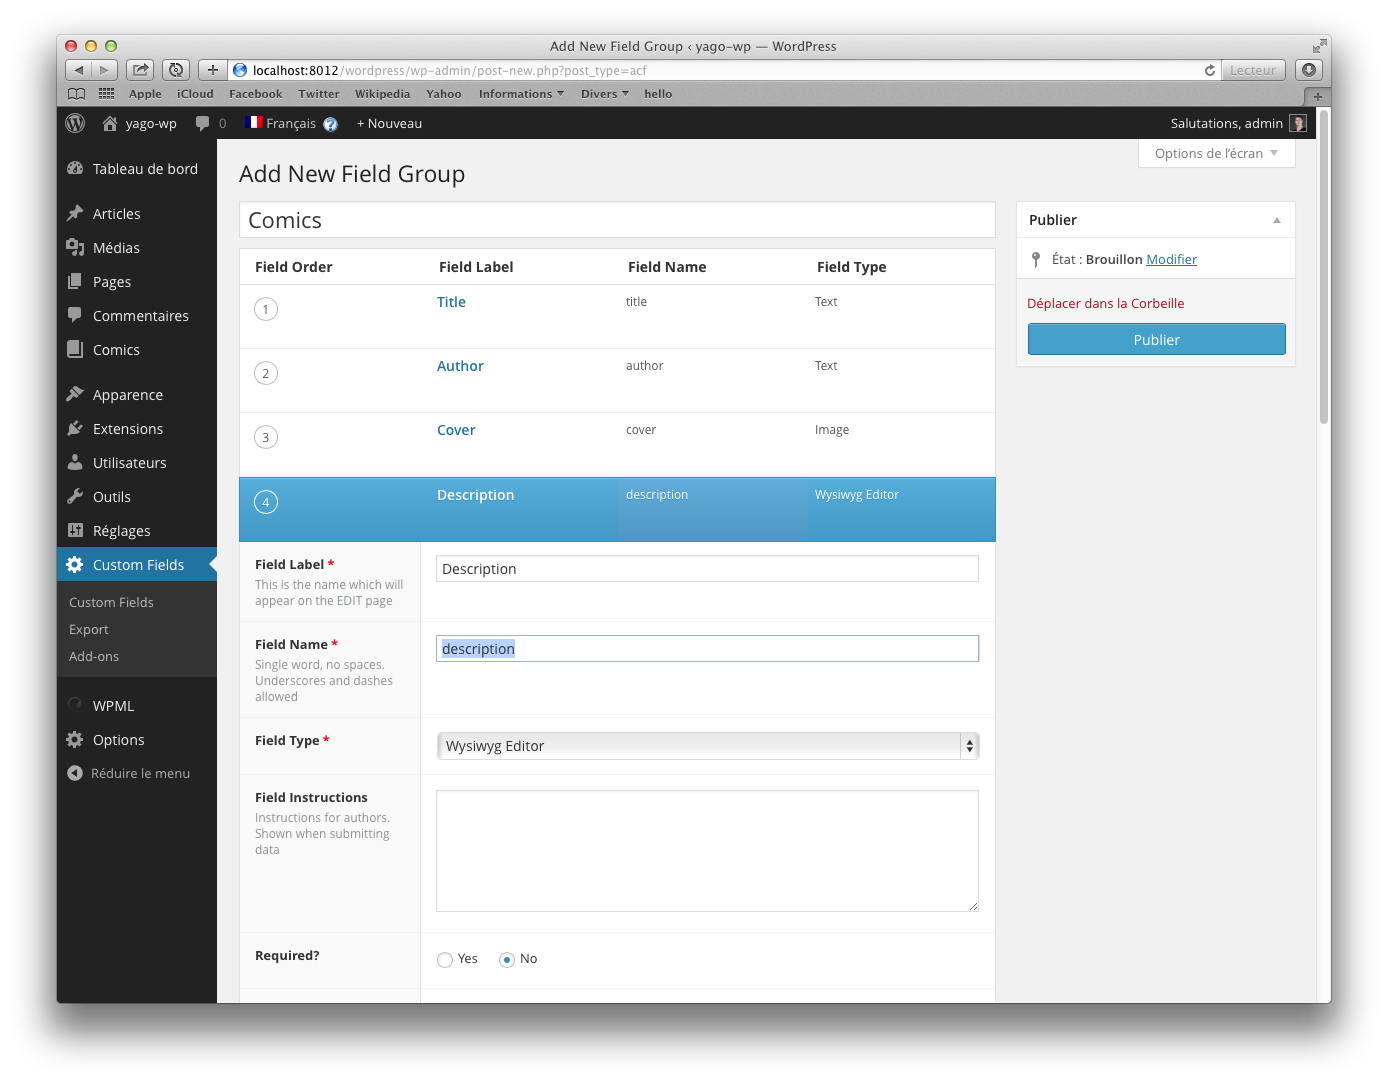 Add New Field Group ‹ yago-wp — WordPress
localhost:8012/wordpress/wp-admin/post-new.php?post_type=acf
Lecteur
Apple iCloud Facebook Twitter Wikipedia Yahoo Informations Divers hello
yago-wp 0 Français ? + Nouveau Salutations, admin
Options de l'écran
Tableau de bord
Articles
Médias
Pages
Commentaires
Comics
Apparence
Extensions
Utilisateurs
Outils
Réglages
Custom Fields
Custom Fields
Export
Add-ons
WPML
Options
Réduire le menu
Add New Field Group
Comics
Field Order Field Label Field Name Field Type
1 Title title Text
2 Author author Text
3 Cover cover Image
4 Description description Wysiwyg Editor
Field Label *
This is the name which will
appear on the EDIT page
Description
Field Name *
Single word, no spaces.
Underscores and dashes
allowed
description
Field Type *
Wysiwyg Editor
Field Instructions
Instructions for authors.
Shown when submitting
data
Required?
Yes No
Publier
État : Brouillon Modifier
Déplacer dans la Corbeille
Publier